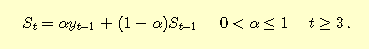 S_t = αy_{t−1} + (1 − α)S_{t−1}    0 < α ≤ 1    t ≥ 3 .